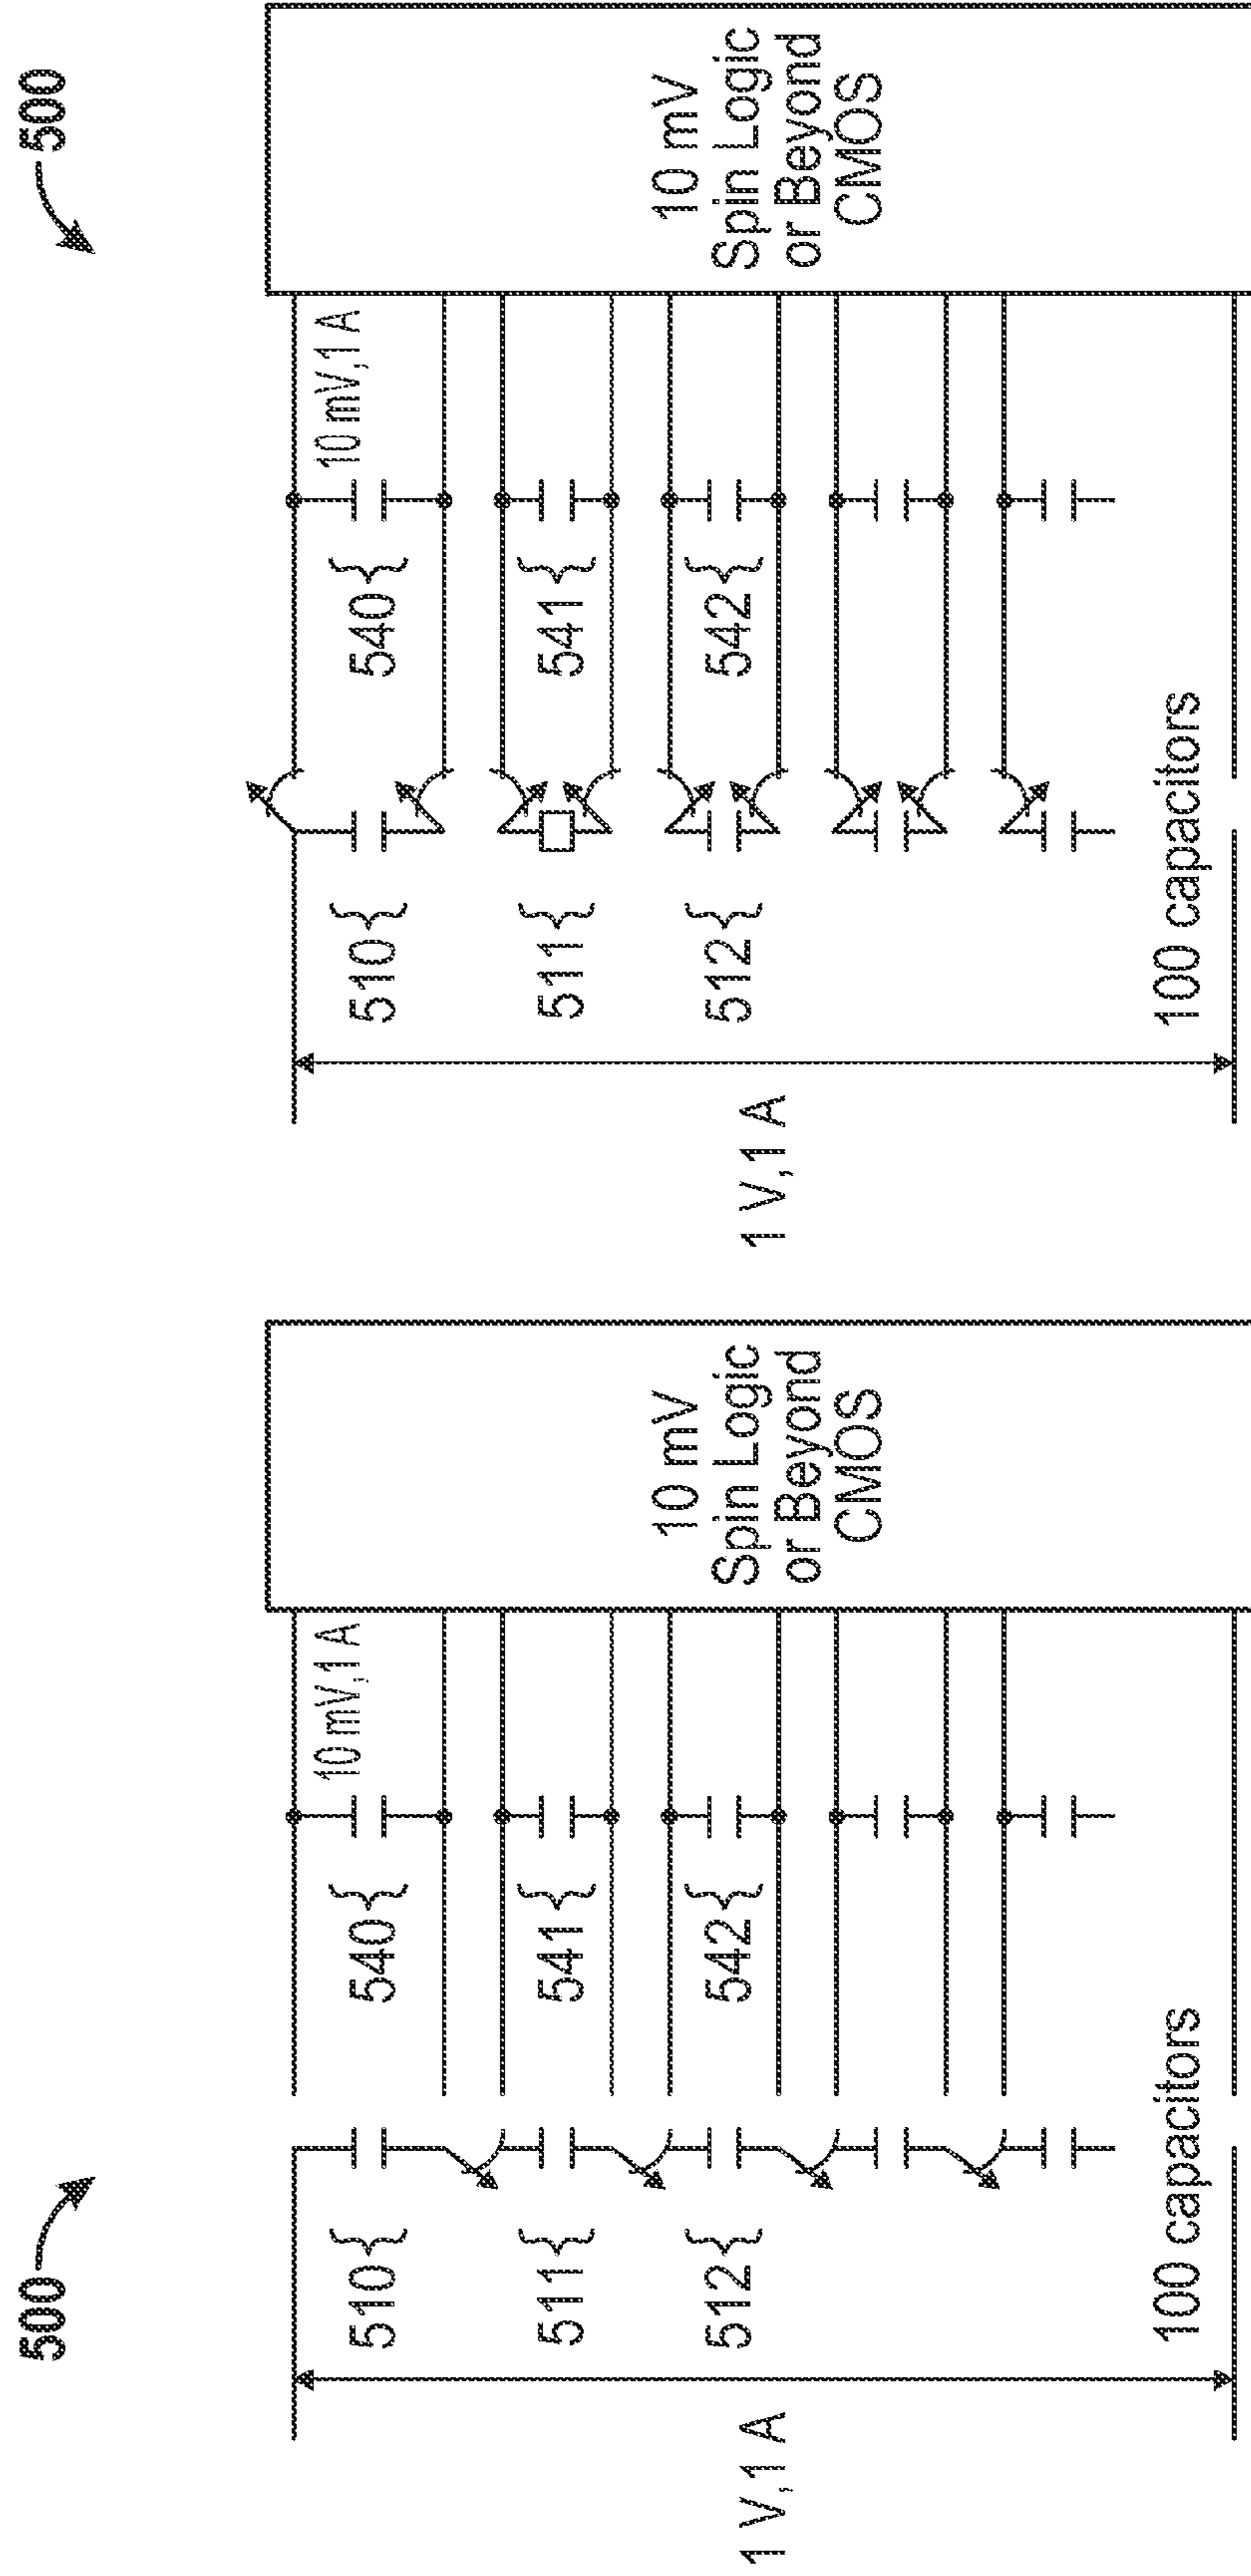 500
1 V,1 A
510
511
512
540
541
542
10 mV,1 A
10 mV
Spin Logic
or Beyond
CMOS
100 capacitors
500
1 V,1 A
510
511
512
540
541
542
10 mV,1 A
10 mV
Spin Logic
or Beyond
CMOS
100 capacitors